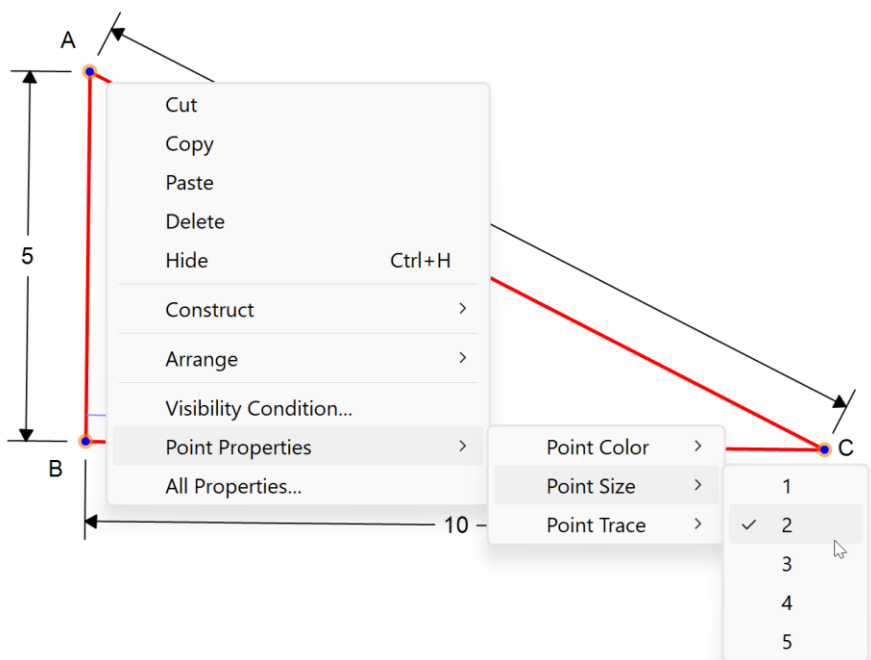 A
Cut
Copy
Paste
Delete
5
Hide Ctrl+H
Construct
Arrange
Visibility Condition...
Point Properties
Point Color
C
B
All Properties...
Point Size
1
10
Point Trace
2
3
4
5